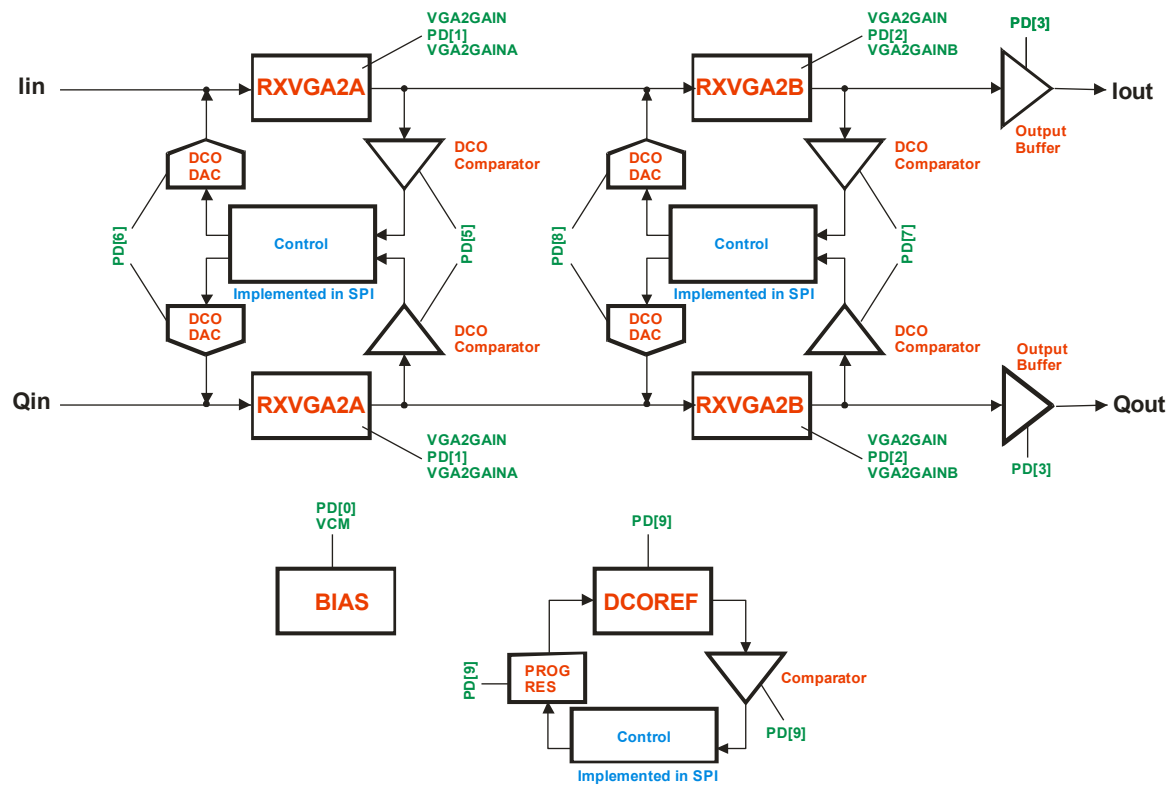 VGA2GAIN
PD[1]
VGA2GAINA
VGA2GAIN
PD[2]
VGA2GAINB
PD[3]
Iin
RXVGA2A
RXVGA2B
Iout
Output
Buffer
DCO
DAC
DCO
Comparator
DCO
DAC
DCO
Comparator
PD[6]
Control
PD[5]
PD[8]
Control
PD[7]
Implemented in SPI
Implemented in SPI
DCO
DAC
DCO
Comparator
DCO
DAC
DCO
Comparator
Output
Buffer
Qin
RXVGA2A
RXVGA2B
Qout
VGA2GAIN
PD[1]
VGA2GAINA
VGA2GAIN
PD[2]
VGA2GAINB
PD[3]
PD[0]
VCM
PD[9]
BIAS
DCOREF
PD[9]
PROG
RES
Comparator
PD[9]
Control
Implemented in SPI